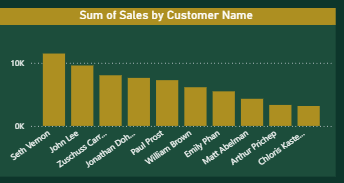 Sum of Sales by Customer Name
10K
0K
Seth Vernon
John Lee
Zuschuss Carr...
Jonathan Doh...
Paul Prost
William Brown
Emily Phan
Matt Abelman
Arthur Prichep
Chloris Kaste...